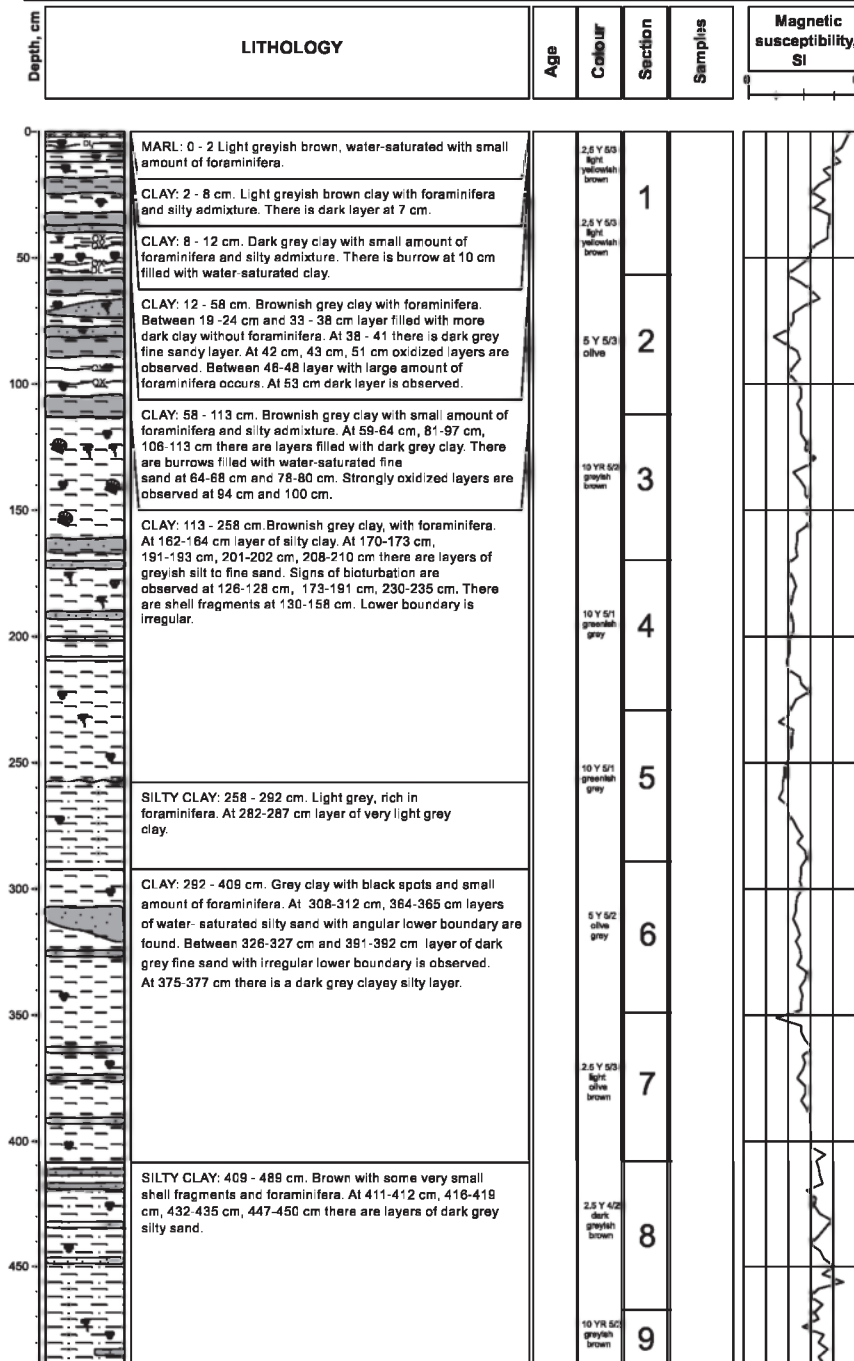 Depth, cm
LITHOLOGY
Age
Colour
Section
Samples
Magnetic
susceptibility,
SI
0
0
50
100
150
200
250
300
350
400
450
MARL: 0 - 2 Light greyish brown, water-saturated with small
amount of foraminifera.
CLAY: 2 - 8 cm. Light greyish brown clay with foraminifera
and silty admixture. There is dark layer at 7 cm.
CLAY: 8 - 12 cm. Dark grey clay with small amount of
foraminifera and silty admixture. There is burrow at 10 cm
filled with water-saturated clay.
CLAY: 12 - 58 cm. Brownish grey clay with foraminifera.
Between 19 -24 cm and 33 - 38 cm layer filled with more
dark clay without foraminifera. At 38 - 41 there is dark grey
fine sandy layer. At 42 cm, 43 cm, 51 cm oxidized layers are
observed. Between 46-48 layer with large amount of
foraminifera occurs. At 53 cm dark layer is observed.
CLAY: 58 - 113 cm. Brownish grey clay with small amount of
foraminifera and silty admixture. At 59-64 cm, 81-97 cm,
106-113 cm there are layers filled with dark grey clay. There
are burrows filled with water-saturated fine
sand at 64-68 cm and 78-80 cm. Strongly oxidized layers are
observed at 94 cm and 100 cm.
CLAY: 113 - 258 cm.Brownish grey clay, with foraminifera.
At 162-164 cm layer of silty clay. At 170-173 cm,
191-193 cm, 201-202 cm, 208-210 cm there are layers of
greyish silt to fine sand. Signs of bioturbation are
observed at 126-128 cm, 173-191 cm, 230-235 cm. There
are shell fragments at 130-158 cm. Lower boundary is
irregular.
SILTY CLAY: 258 - 292 cm. Light grey, rich in
foraminifera. At 282-287 cm layer of very light grey
clay.
CLAY: 292 - 409 cm. Grey clay with black spots and small
amount of foraminifera. At 308-312 cm, 364-365 cm layers
of water- saturated silty sand with angular lower boundary are
found. Between 326-327 cm and 391-392 cm layer of dark
grey fine sand with irregular lower boundary is observed.
At 375-377 cm there is a dark grey clayey silty layer.
SILTY CLAY: 409 - 489 cm. Brown with some very small
shell fragments and foraminifera. At 411-412 cm, 416-419
cm, 432-435 cm, 447-450 cm there are layers of dark grey
silty sand.
2,5 Y 5/3
light
yellowish
brown
2,5 Y 5/3
light
yellowish
brown
5 Y 5/3
olive
10 YR 5/2
greyish
brown
10 Y 5/1
greenish
grey
10 Y 5/1
greenish
grey
5 Y 5/2
olive
grey
2.5 Y 5/3
light
olive
brown
2.5 Y 4/2
dark
greyish
brown
10 YR
greyish
brown
1
2
3
4
5
6
7
8
9